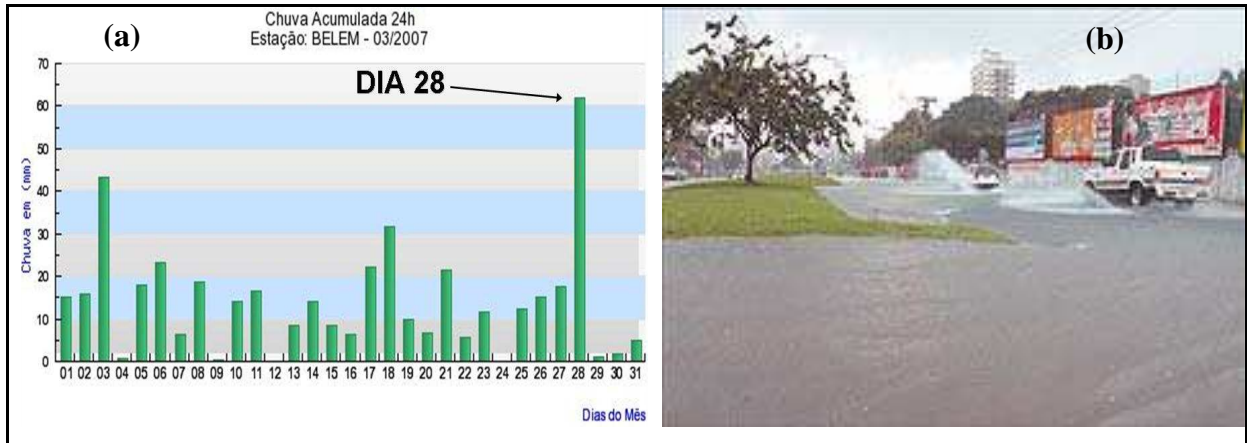 (a)
Chuva Acumulada 24h
Estação: BELEM - 03/2007
DIA 28
70
60
50
40
30
20
10
0
Chuva em (mm)
01 02 03 04 05 06 07 08 09 10 11 12 13 14 15 16 17 18 19 20 21 22 23 24 25 26 27 28 29 30 31
Dias do Mês
(b)